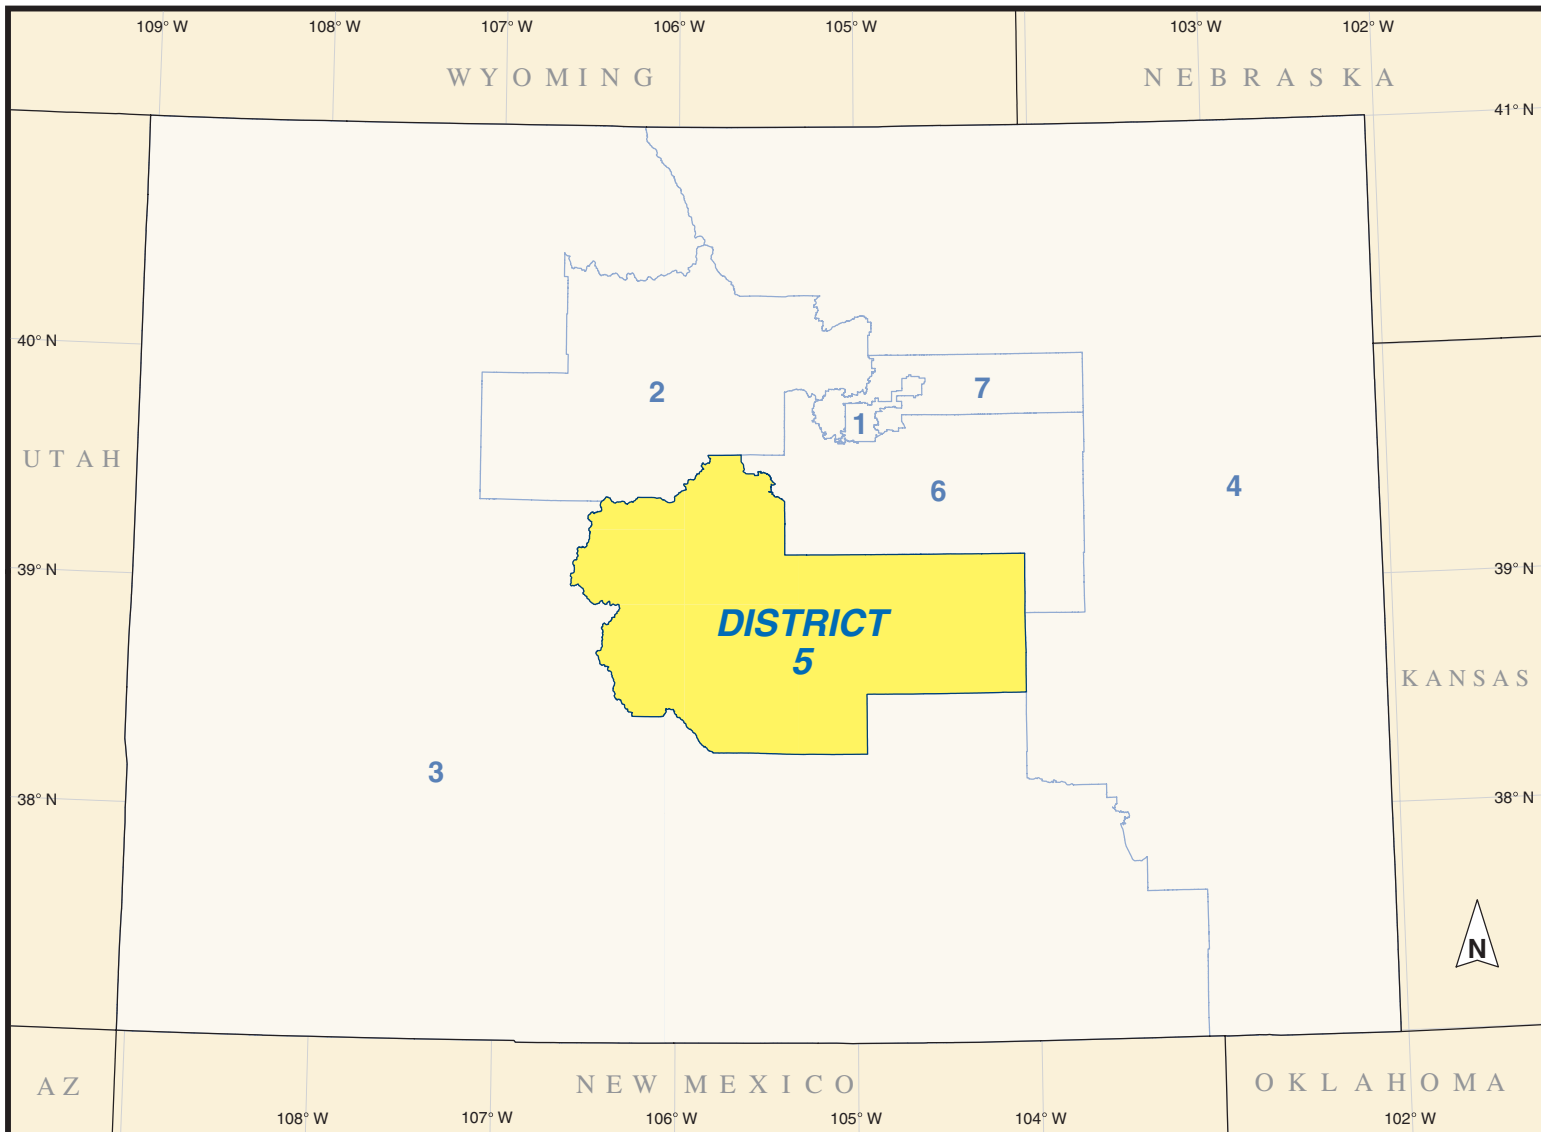 109° W 108° W 107° W 106° W 105° W 103° W 102° W
WYOMING NEBRASKA
41° N
40° N
2 7
1
UTAH
6 4
39° N 39° N
DISTRICT
5
KANSAS
3
38° N 38° N
N
AZ NEW MEXICO OKLAHOMA
108° W 107° W 106° W 105° W 104° W 102° W